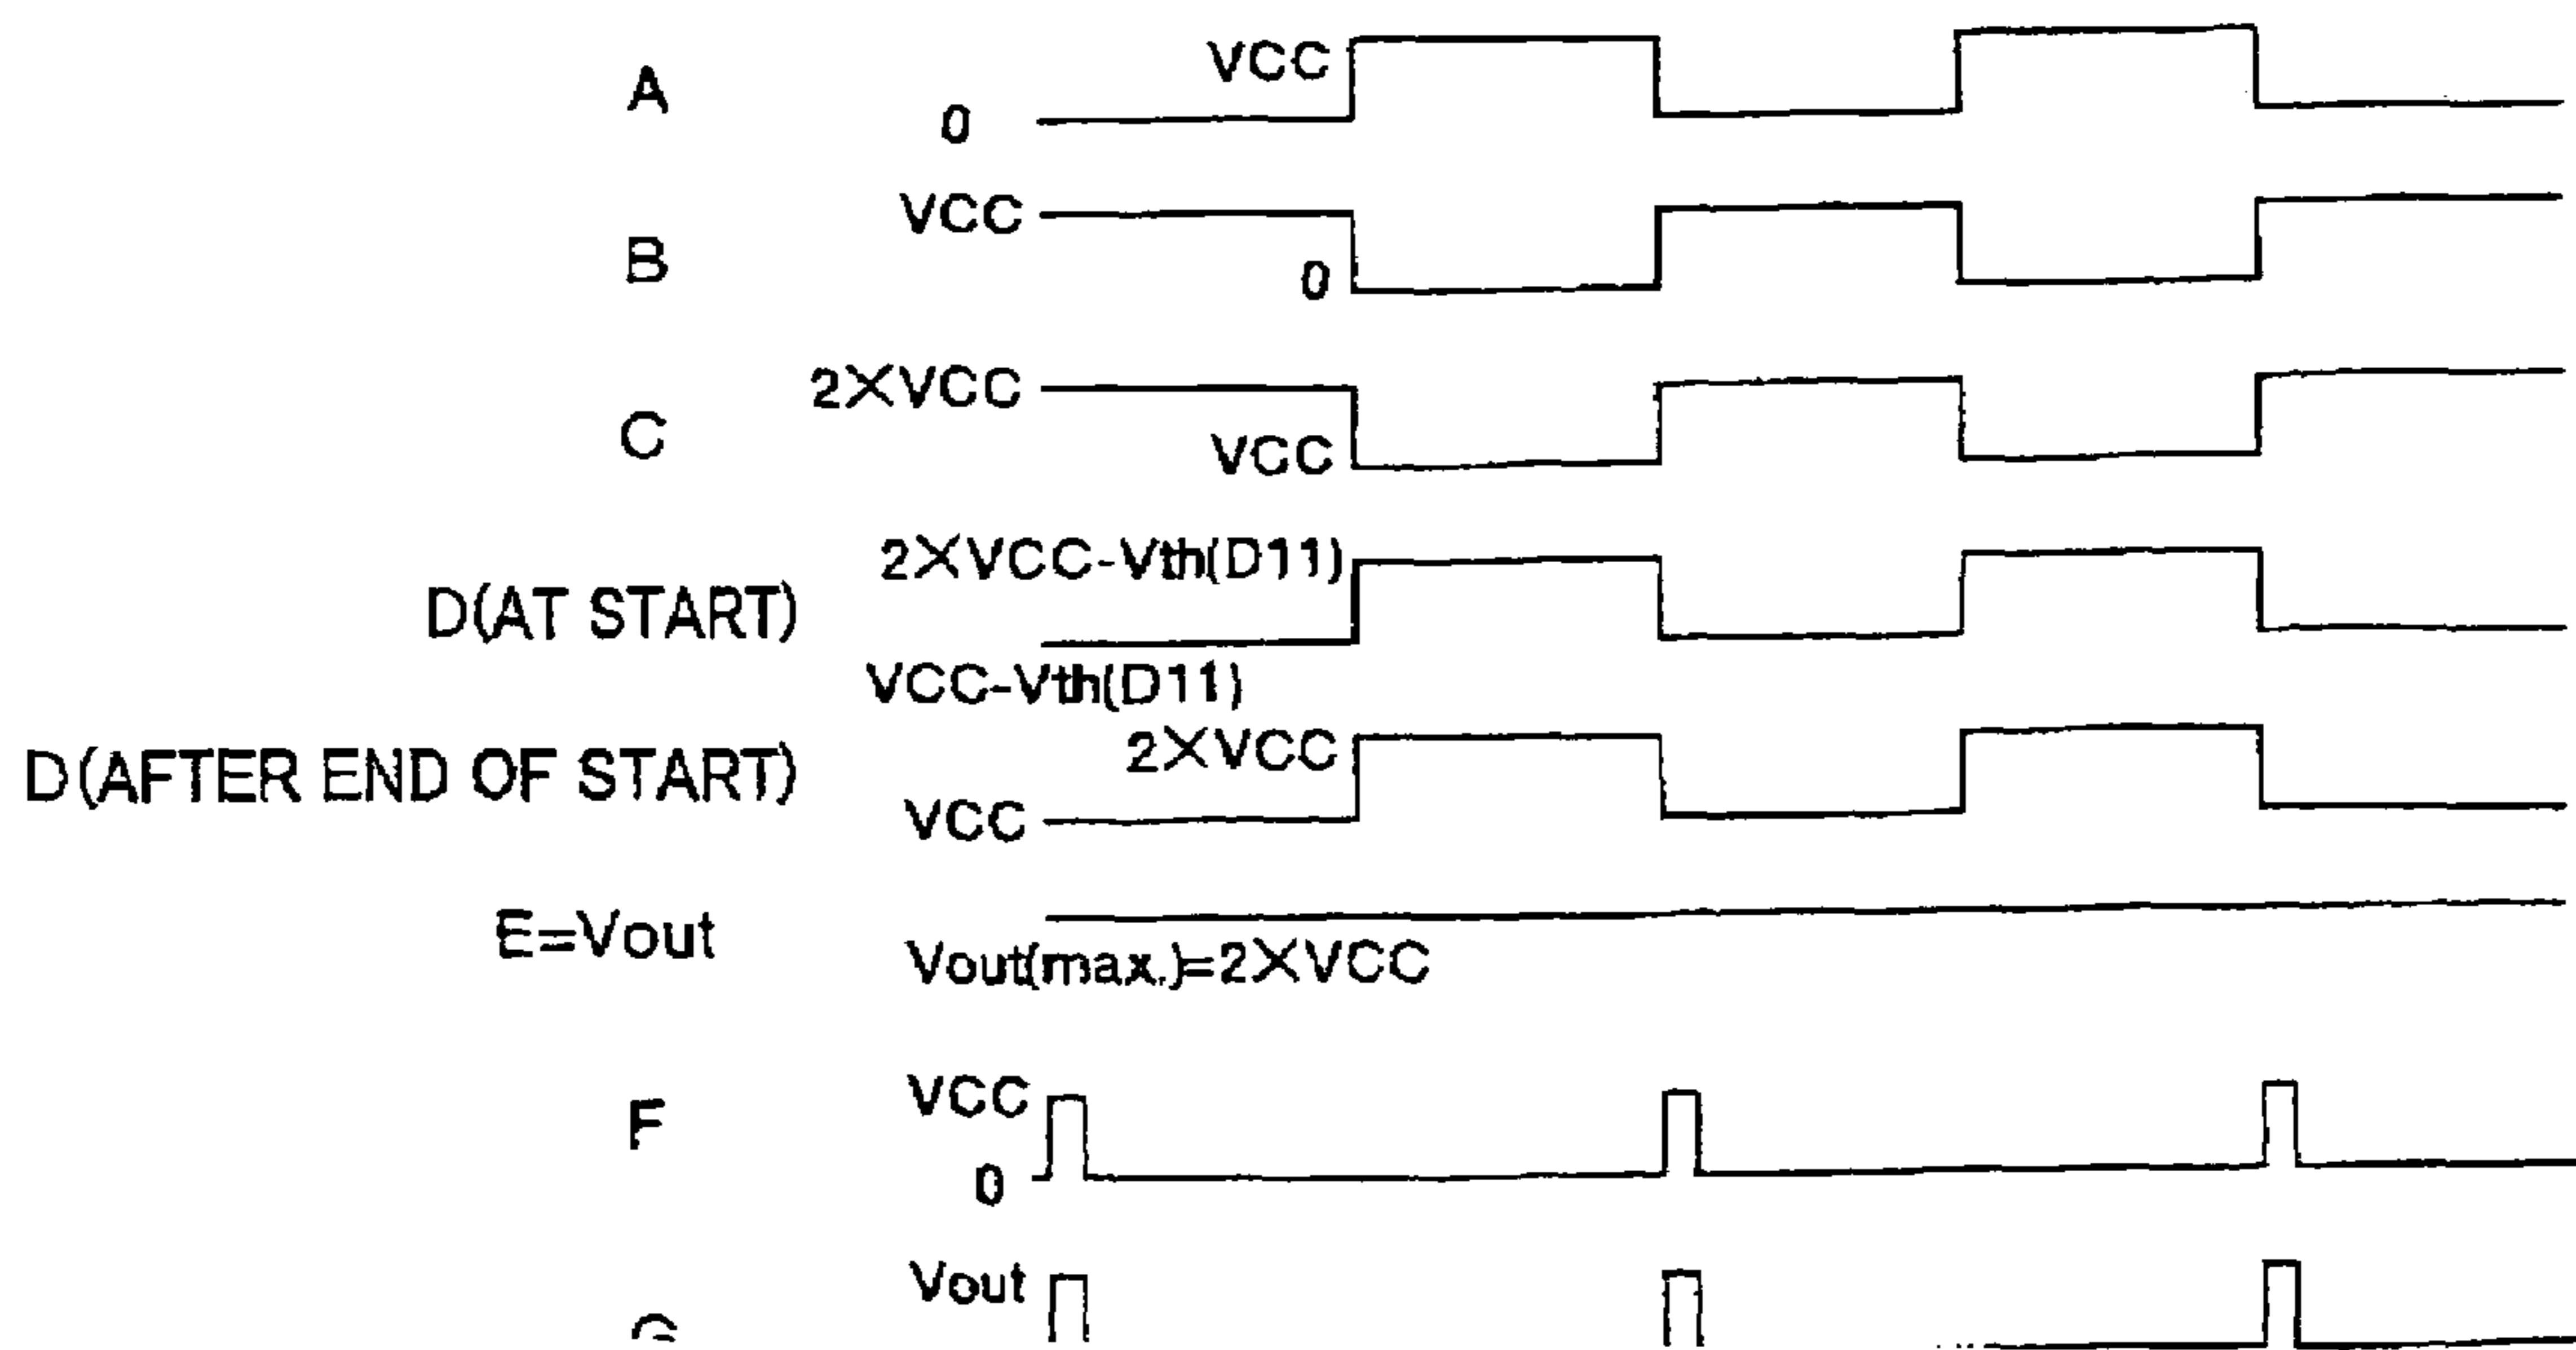 A
VCC
0
B
VCC
0
C
2×VCC
VCC
D(AT START)
2×VCC-Vth(D11)
VCC-Vth(D11)
D(AFTER END OF START)
2×VCC
VCC
E=Vout
Vout(max.)=2×VCC
F
VCC
0
Vout